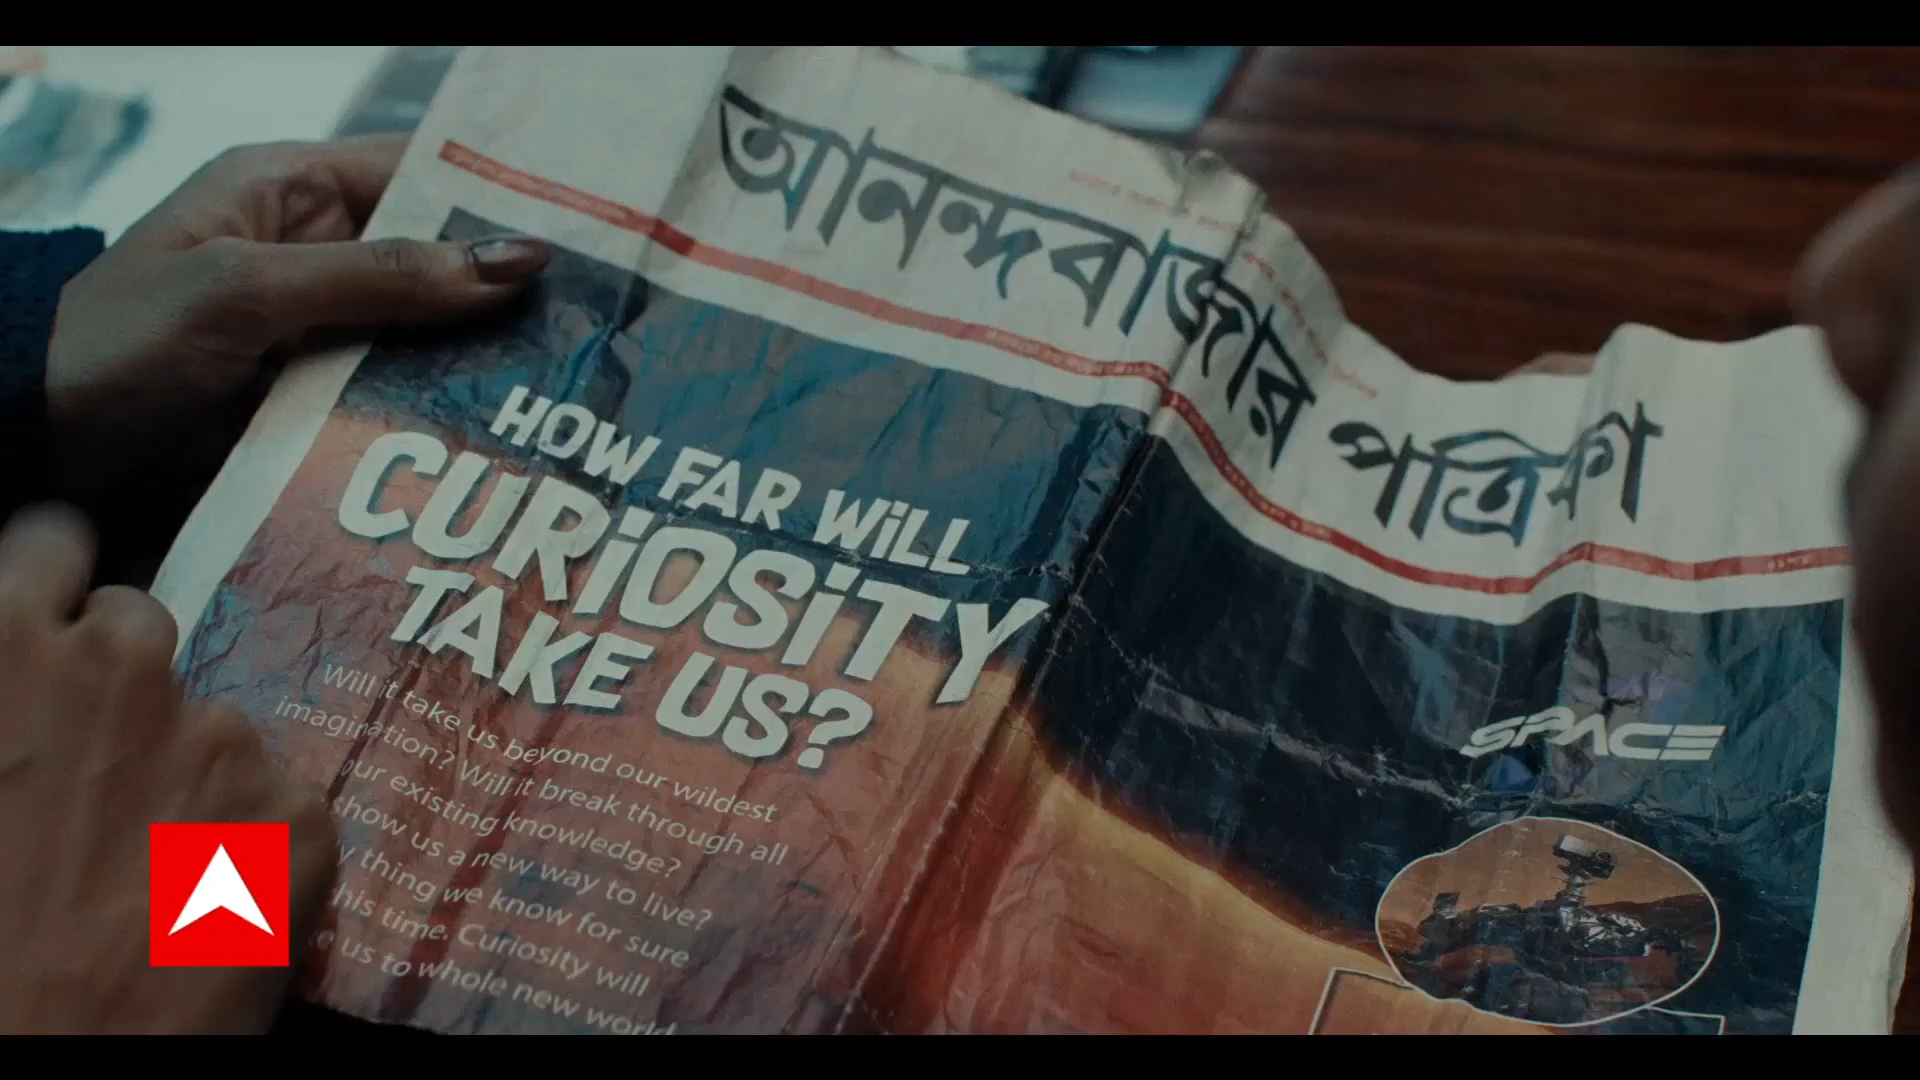 আনন্দবাজার পত্রিকা
HOW FAR WiLL
CURiOSiTY
TAKE US?
Will it take us beyond our wildest
imagination? Will it break through all
our existing knowledge?
show us a new way to live?
thing we know for sure
this time. Curiosity will
us to whole new world
SPACE